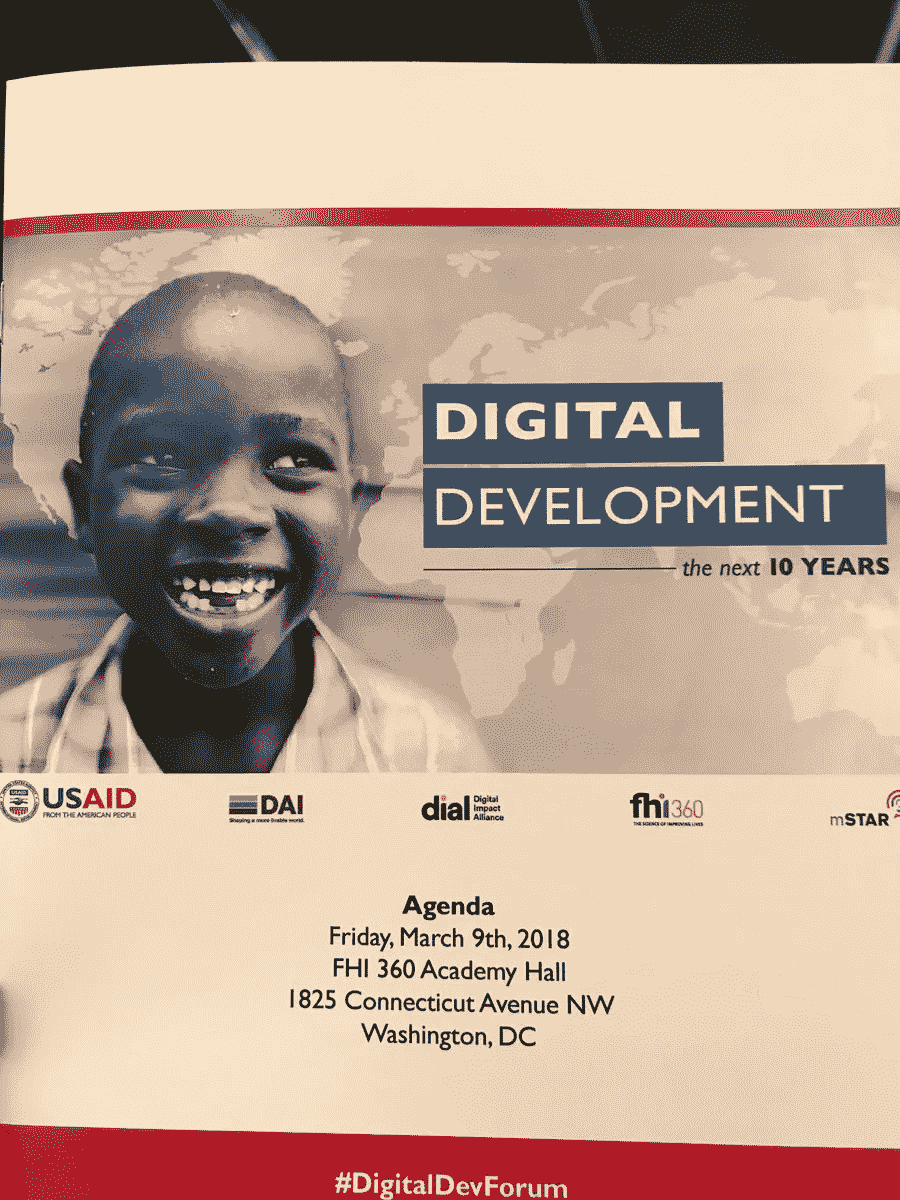 DIGITAL
DEVELOPMENT
the next 10 YEARS
USAID
FROM THE AMERICAN PEOPLE
DAI
Shaping a more livable world.
dial Digital
Impact
Alliance
fhi360
THE SCIENCE OF IMPROVING LIVES
mSTAR
Agenda
Friday, March 9th, 2018
FHI 360 Academy Hall
1825 Connecticut Avenue NW
Washington, DC
#DigitalDevForum